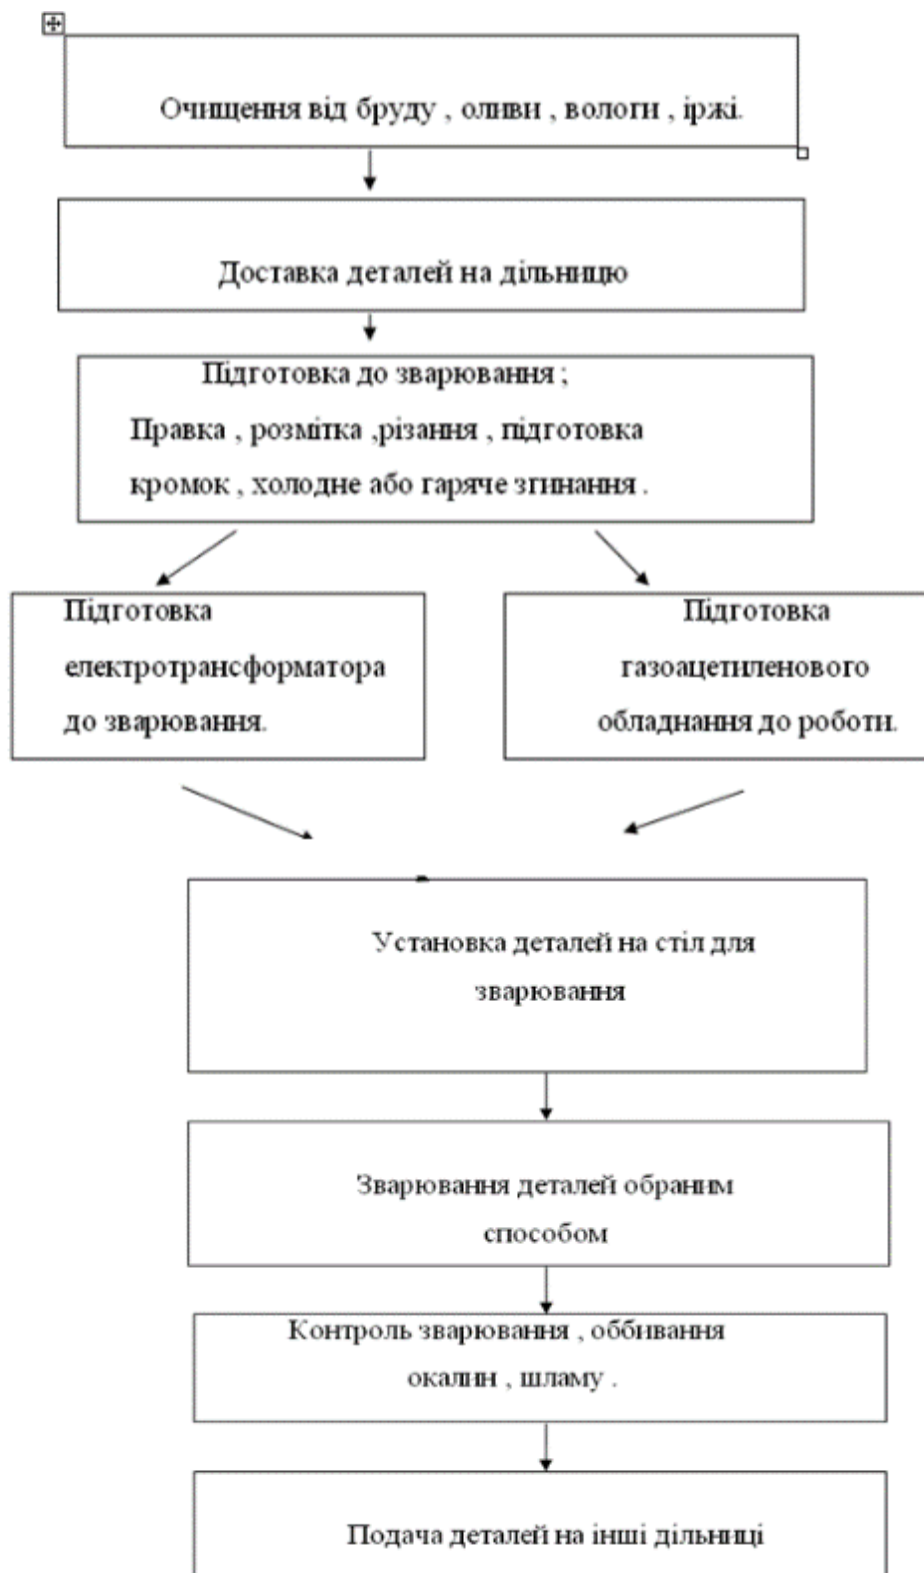 Очищення від бруду , оливи , вологи , іржі.
Доставка деталей на дільницю
Підготовка до зварювання ;
Правка , розмітка ,різання , підготовка
кромок , холодне або гаряче згинання .
Підготовка
електротрансформатора
до зварювання.
Підготовка
газоацетиленового
обладнання до роботи.
Установка деталей на стіл для
зварювання
Зварювання деталей обраним
способом
Контроль зварювання , оббивання
окалин , шламу .
Подача деталей на інші дільниці